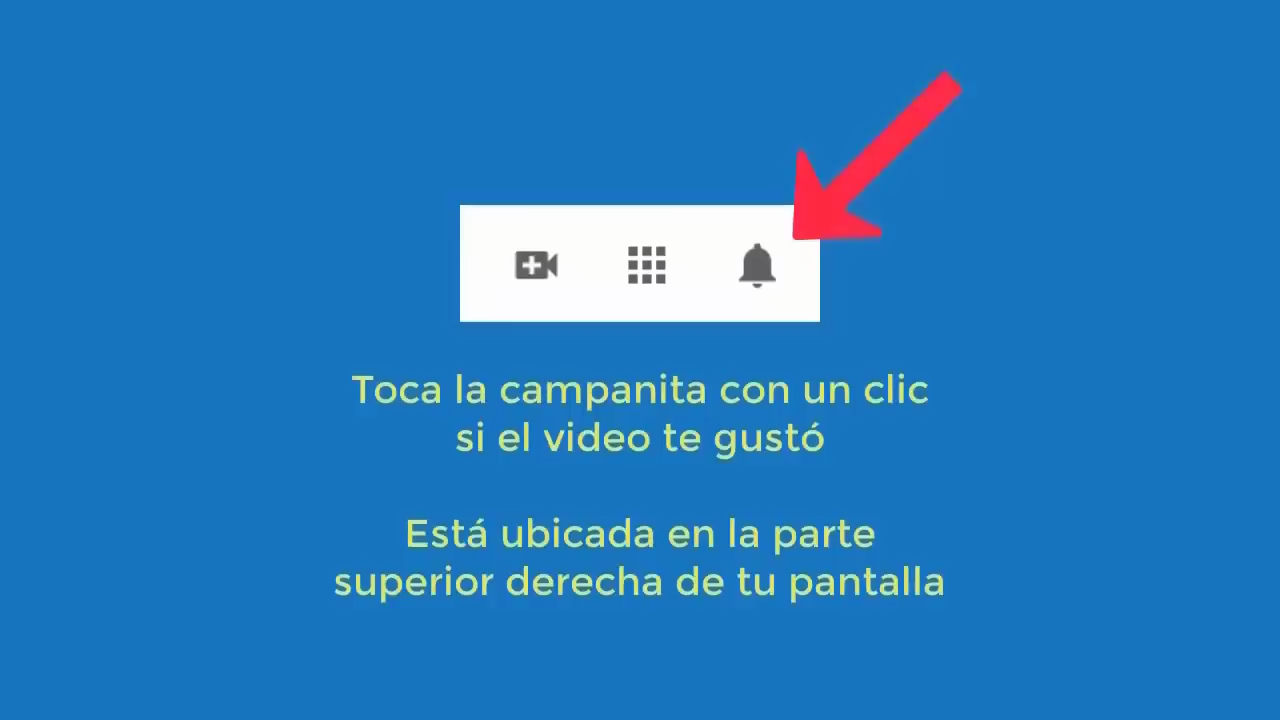 Toca la campanita con un clic
si el video te gustó
Está ubicada en la parte
superior derecha de tu pantalla